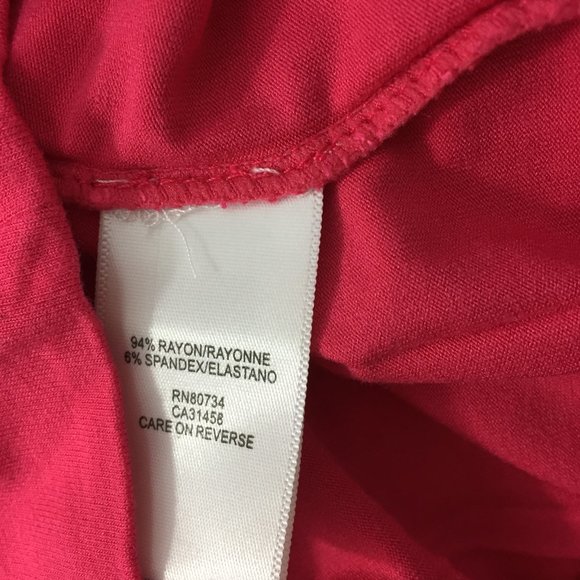 94% RAYON/RAYONNE
6% SPANDEX/ELASTANO
RN80734
CA31458
CARE ON REVERSE